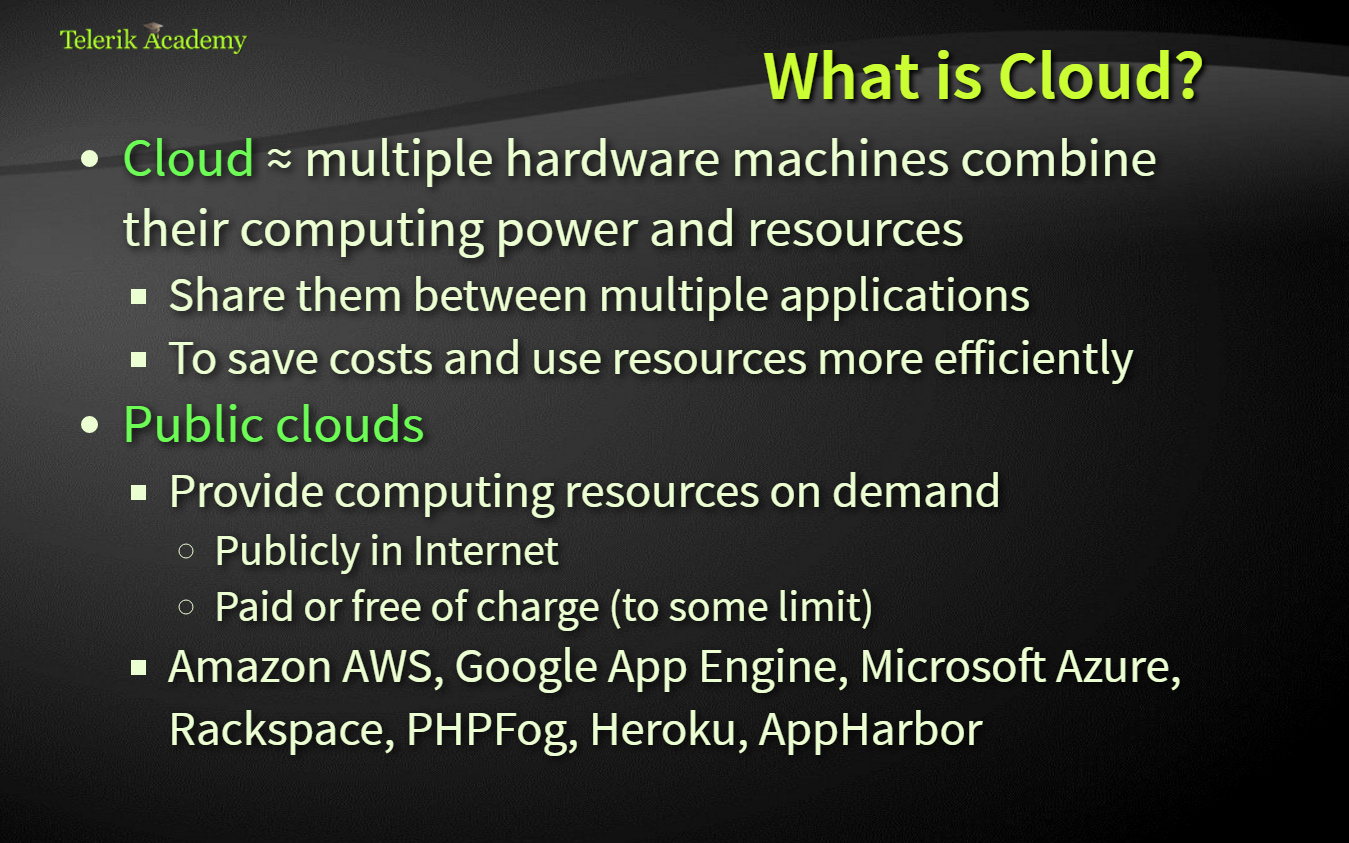 Telerik Academy
What is Cloud?
• Cloud ≈ multiple hardware machines combine
their computing power and resources
▪ Share them between multiple applications
▪ To save costs and use resources more efficiently
• Public clouds
▪ Provide computing resources on demand
○ Publicly in Internet
○ Paid or free of charge (to some limit)
▪ Amazon AWS, Google App Engine, Microsoft Azure,
Rackspace, PHPFog, Heroku, AppHarbor